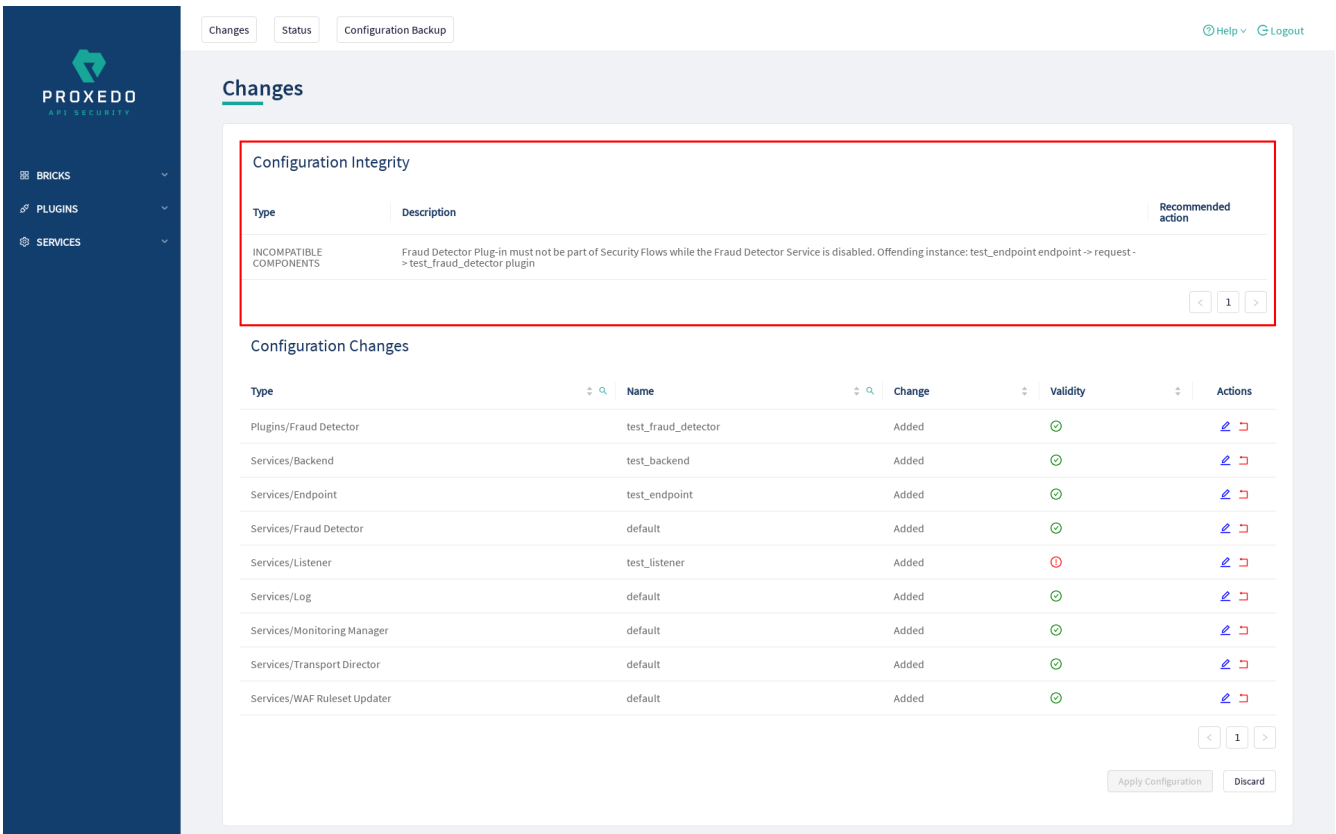 Changes Status Configuration Backup Help Logout
PROXEDO
API SECURITY
BRICKS
PLUGINS
SERVICES
Changes
Configuration Integrity
Type Description Recommended
action
INCOMPATIBLE
COMPONENTS
Fraud Detector Plug-in must not be part of Security Flows while the Fraud Detector Service is disabled. Offending instance: test_endpoint endpoint -> request -
> test_fraud_detector plugin
< 1 >
Configuration Changes
Type Name Change Validity Actions
Plugins/Fraud Detector test_fraud_detector Added
Services/Backend test_backend Added
Services/Endpoint test_endpoint Added
Services/Fraud Detector default Added
Services/Listener test_listener Added
Services/Log default Added
Services/Monitoring Manager default Added
Services/Transport Director default Added
Services/WAF Ruleset Updater default Added
< 1 >
Apply Configuration Discard